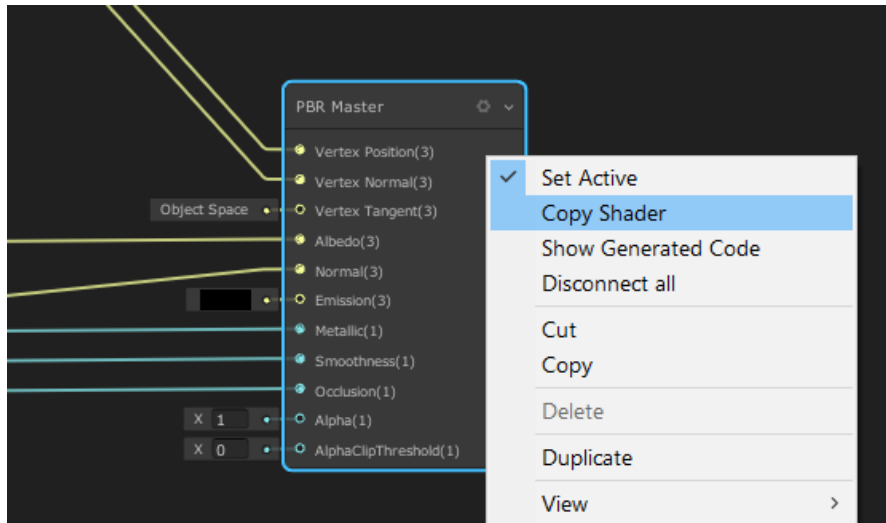 PBR Master
Vertex Position(3)
Vertex Normal(3)
Object Space
Vertex Tangent(3)
Albedo(3)
Normal(3)
Emission(3)
Metallic(1)
Smoothness(1)
Occlusion(1)
X 1
Alpha(1)
X 0
AlphaClipThreshold(1)
Set Active
Copy Shader
Show Generated Code
Disconnect all
Cut
Copy
Delete
Duplicate
View